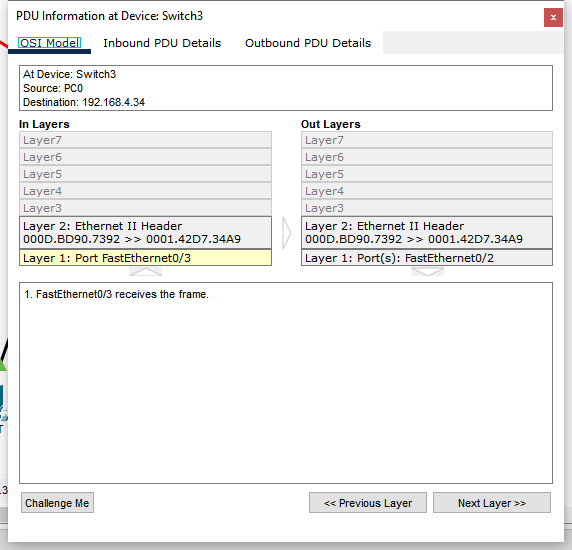 PDU Information at Device: Switch3
x
OSI Model Inbound PDU Details Outbound PDU Details
At Device: Switch3
Source: PC0
Destination: 192.168.4.34
In Layers
Layer7
Layer6
Layer5
Layer4
Layer3
Layer 2: Ethernet II Header
000D.BD90.7392 >> 0001.42D7.34A9
Layer 1: Port FastEthernet0/3
Out Layers
Layer7
Layer6
Layer5
Layer4
Layer3
Layer 2: Ethernet II Header
000D.BD90.7392 >> 0001.42D7.34A9
Layer 1: Port(s): FastEthernet0/2
1. FastEthernet0/3 receives the frame.
T
.3
Challenge Me << Previous Layer Next Layer >>